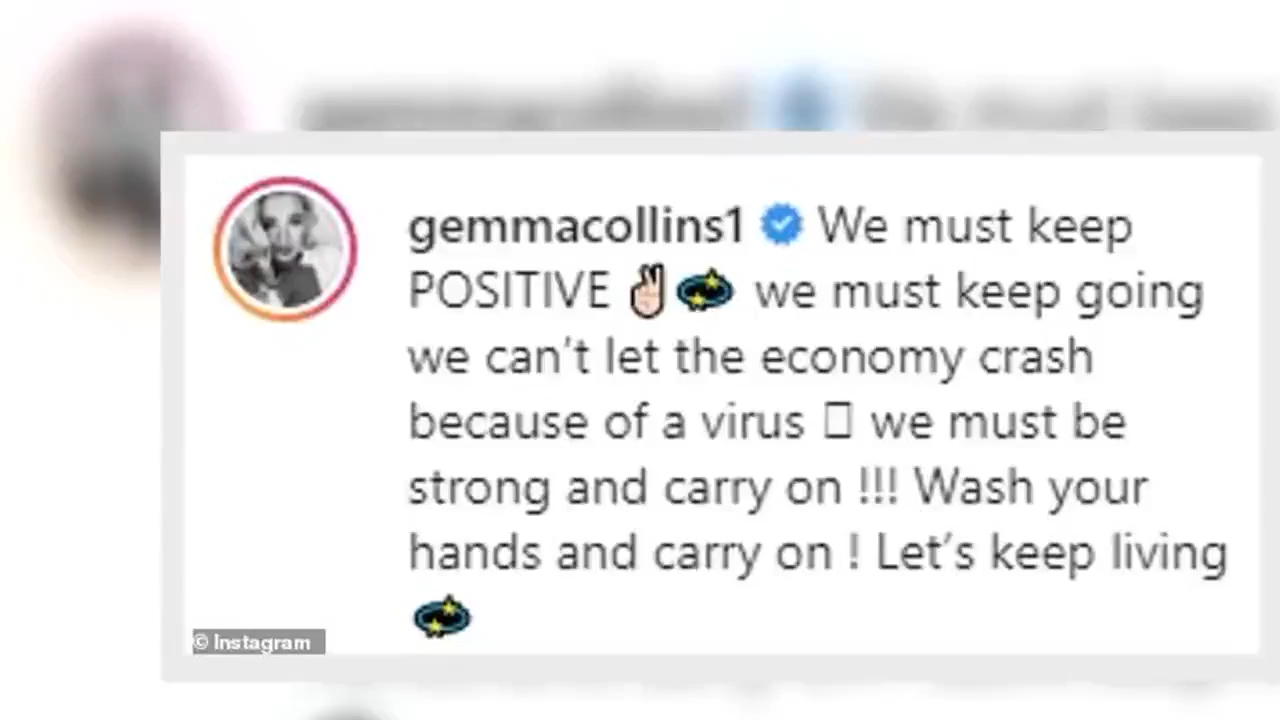 gemmacollins1 We must keep
POSITIVE ✌🏻💫 we must keep going
we can't let the economy crash
because of a virus □ we must be
strong and carry on !!! Wash your
hands and carry on ! Let's keep living
💫
© Instagram